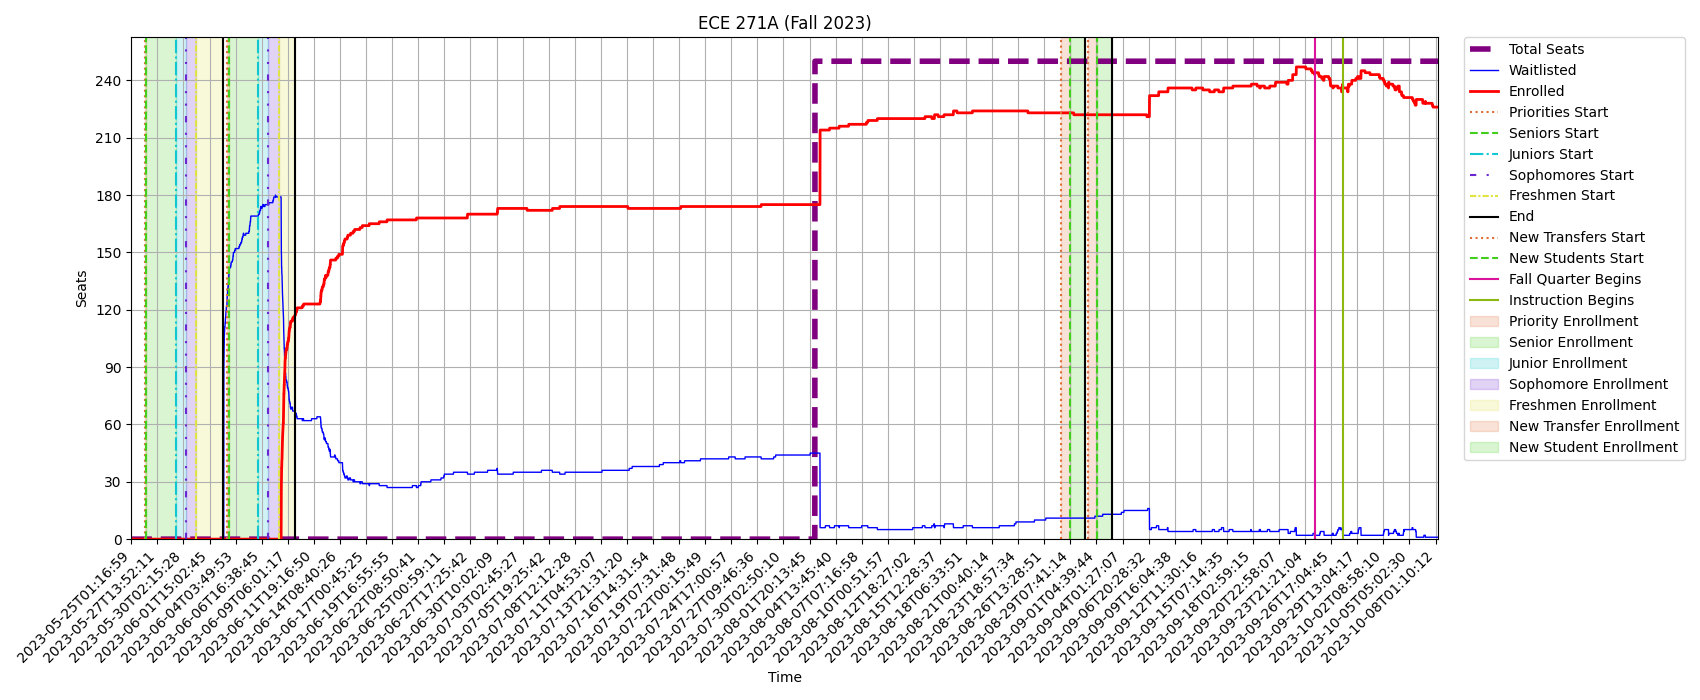 ECE 271A (Fall 2023)
Seats
240
210
180
150
120
90
60
30
0
2023-05-25T01:16:59
2023-05-27T13:52:11
2023-05-30T02:15:28
2023-06-01T15:02:45
2023-06-04T03:49:53
2023-06-06T16:38:45
2023-06-09T06:01:17
2023-06-11T19:16:50
2023-06-14T08:40:26
2023-06-17T00:45:25
2023-06-19T16:55:55
2023-06-22T08:50:41
2023-06-25T00:59:11
2023-06-27T17:25:42
2023-06-30T10:02:09
2023-07-03T02:45:27
2023-07-05T19:25:42
2023-07-08T12:12:28
2023-07-11T04:53:07
2023-07-13T21:31:20
2023-07-16T14:31:54
2023-07-19T07:31:48
2023-07-22T00:15:49
2023-07-24T17:00:57
2023-07-27T09:46:36
2023-07-30T02:50:10
2023-08-01T20:13:45
2023-08-04T13:45:40
2023-08-07T07:16:58
2023-08-10T00:51:57
2023-08-12T18:27:02
2023-08-15T12:28:37
2023-08-18T06:33:51
2023-08-21T00:40:14
2023-08-23T18:57:34
2023-08-26T13:28:51
2023-08-29T07:41:14
2023-09-01T04:39:44
2023-09-04T01:27:07
2023-09-06T20:28:32
2023-09-09T16:04:38
2023-09-12T11:30:16
2023-09-15T07:14:35
2023-09-18T02:59:15
2023-09-20T22:58:07
2023-09-23T21:21:04
2023-09-26T17:04:45
2023-09-29T13:04:17
2023-10-02T08:58:10
2023-10-05T05:02:30
2023-10-08T01:10:12
Time
Total Seats
Waitlisted
Enrolled
Priorities Start
Seniors Start
Juniors Start
Sophomores Start
Freshmen Start
End
New Transfers Start
New Students Start
Fall Quarter Begins
Instruction Begins
Priority Enrollment
Senior Enrollment
Junior Enrollment
Sophomore Enrollment
Freshmen Enrollment
New Transfer Enrollment
New Student Enrollment